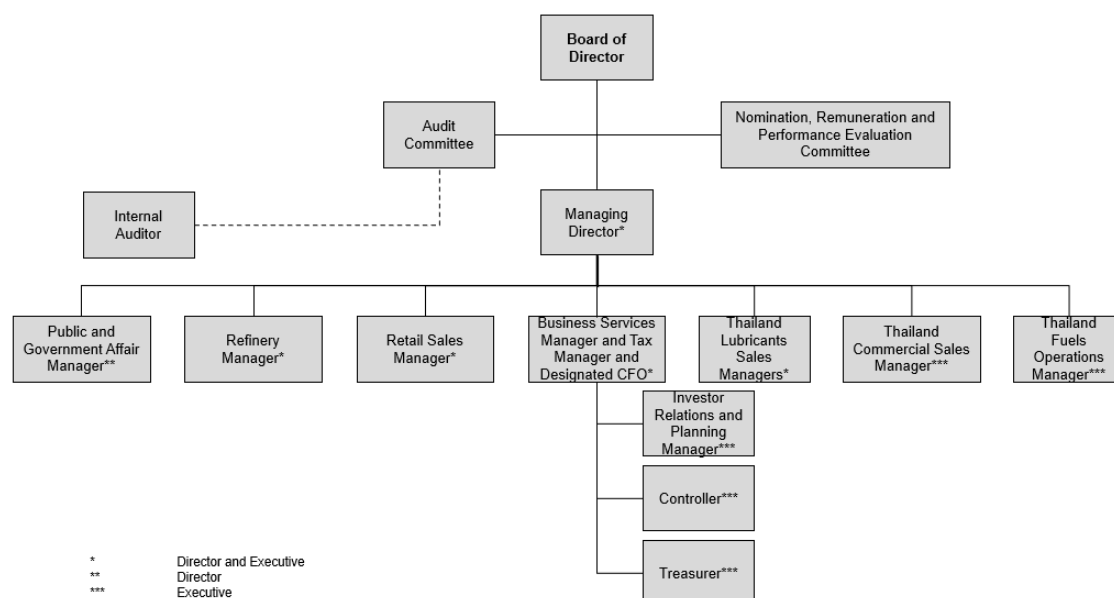 Board of
Director
Audit
Committee
Nomination, Remuneration and
Performance Evaluation
Committee
Internal
Auditor
Managing
Director*
Public and
Government Affair
Manager**
Refinery
Manager*
Retail Sales
Manager*
Business Services
Manager and Tax
Manager and
Designated CFO*
Thailand
Lubricants
Sales
Managers*
Thailand
Commercial Sales
Manager***
Thailand
Fuels
Operations
Manager***
Investor
Relations and
Planning
Manager***
Controller***
Treasurer***
* Director and Executive
** Director
*** Executive